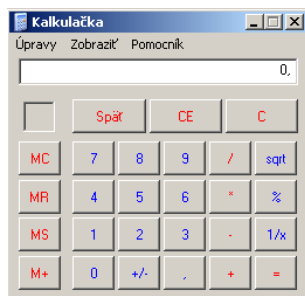 Kalkulačka
Úpravy Zobraziť Pomocník
0,
Späť CE C
MC 7 8 9 / sqrt
MR 4 5 6 * %
MS 1 2 3 - 1/x
M+ 0 +/- , + =